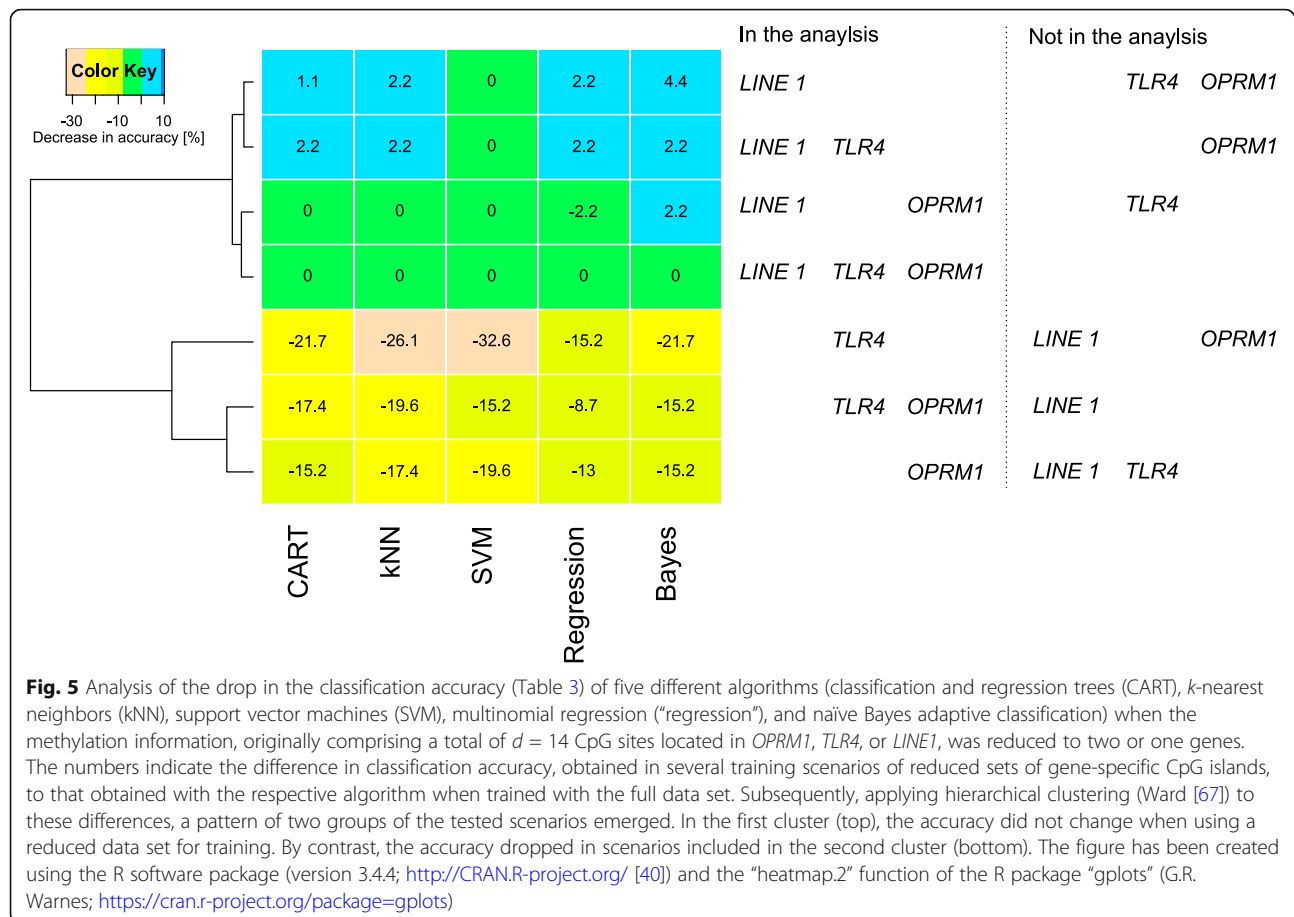 In the anaylsis Not in the anaylsis
Color Key
-30 -10 10
Decrease in accuracy [%]
1.1 2.2 0 2.2 4.4 LINE 1 TLR4 OPRM1
2.2 2.2 0 2.2 2.2 LINE 1 TLR4 OPRM1
0 0 0 -2.2 2.2 LINE 1 OPRM1 TLR4
0 0 0 0 0 LINE 1 TLR4 OPRM1
-21.7 -26.1 -32.6 -15.2 -21.7 TLR4 LINE 1 OPRM1
-17.4 -19.6 -15.2 -8.7 -15.2 TLR4 OPRM1 LINE 1
-15.2 -17.4 -19.6 -13 -15.2 OPRM1 LINE 1 TLR4
CART kNN SVM Regression Bayes
Fig. 5 Analysis of the drop in the classification accuracy (Table 3) of five different algorithms (classification and regression trees (CART), k-nearest
neighbors (kNN), support vector machines (SVM), multinomial regression (“regression”), and naïve Bayes adaptive classification) when the
methylation information, originally comprising a total of d = 14 CpG sites located in OPRM1, TLR4, or LINE1, was reduced to two or one genes.
The numbers indicate the difference in classification accuracy, obtained in several training scenarios of reduced sets of gene-specific CpG islands,
to that obtained with the respective algorithm when trained with the full data set. Subsequently, applying hierarchical clustering (Ward [67]) to
these differences, a pattern of two groups of the tested scenarios emerged. In the first cluster (top), the accuracy did not change when using a
reduced data set for training. By contrast, the accuracy dropped in scenarios included in the second cluster (bottom). The figure has been created
using the R software package (version 3.4.4; http://CRAN.R-project.org/ [40]) and the “heatmap.2” function of the R package “gplots” (G.R.
Warnes; https://cran.r-project.org/package=gplots)